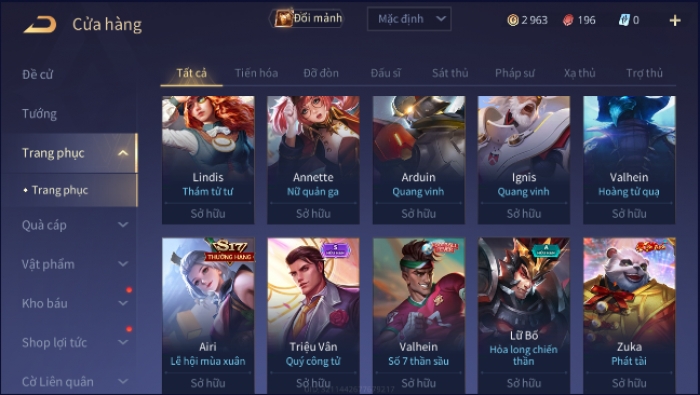 Cửa hàng
Đổi mảnh
Mặc định
2 963
196
0
Đề cử
Tướng
Trang phục
Trang phục
Quà cáp
Vật phẩm
Kho báu
Shop lợi tức
Cờ Liên quân
Tất cả
Tiến hóa
Đỡ đòn
Đấu sĩ
Sát thủ
Pháp sư
Xạ thủ
Trợ thủ
Lindis
Thám tử tư
Sở hữu
Annette
Nữ quản ga
Sở hữu
Arduin
Quang vinh
Sở hữu
Ignis
Quang vinh
Sở hữu
Valhein
Hoàng tử quạ
Sở hữu
S17
THƯỜNG HẠNG
Airi
Lễ hội mùa xuân
Sở hữu
S
Triệu Vân
Quý công tử
Sở hữu
Valhein
Số 7 thần sầu
Sở hữu
A
Lữ Bố
Hỏa long chiến
thần
Sở hữu
Zuka
Phát tài
Sở hữu